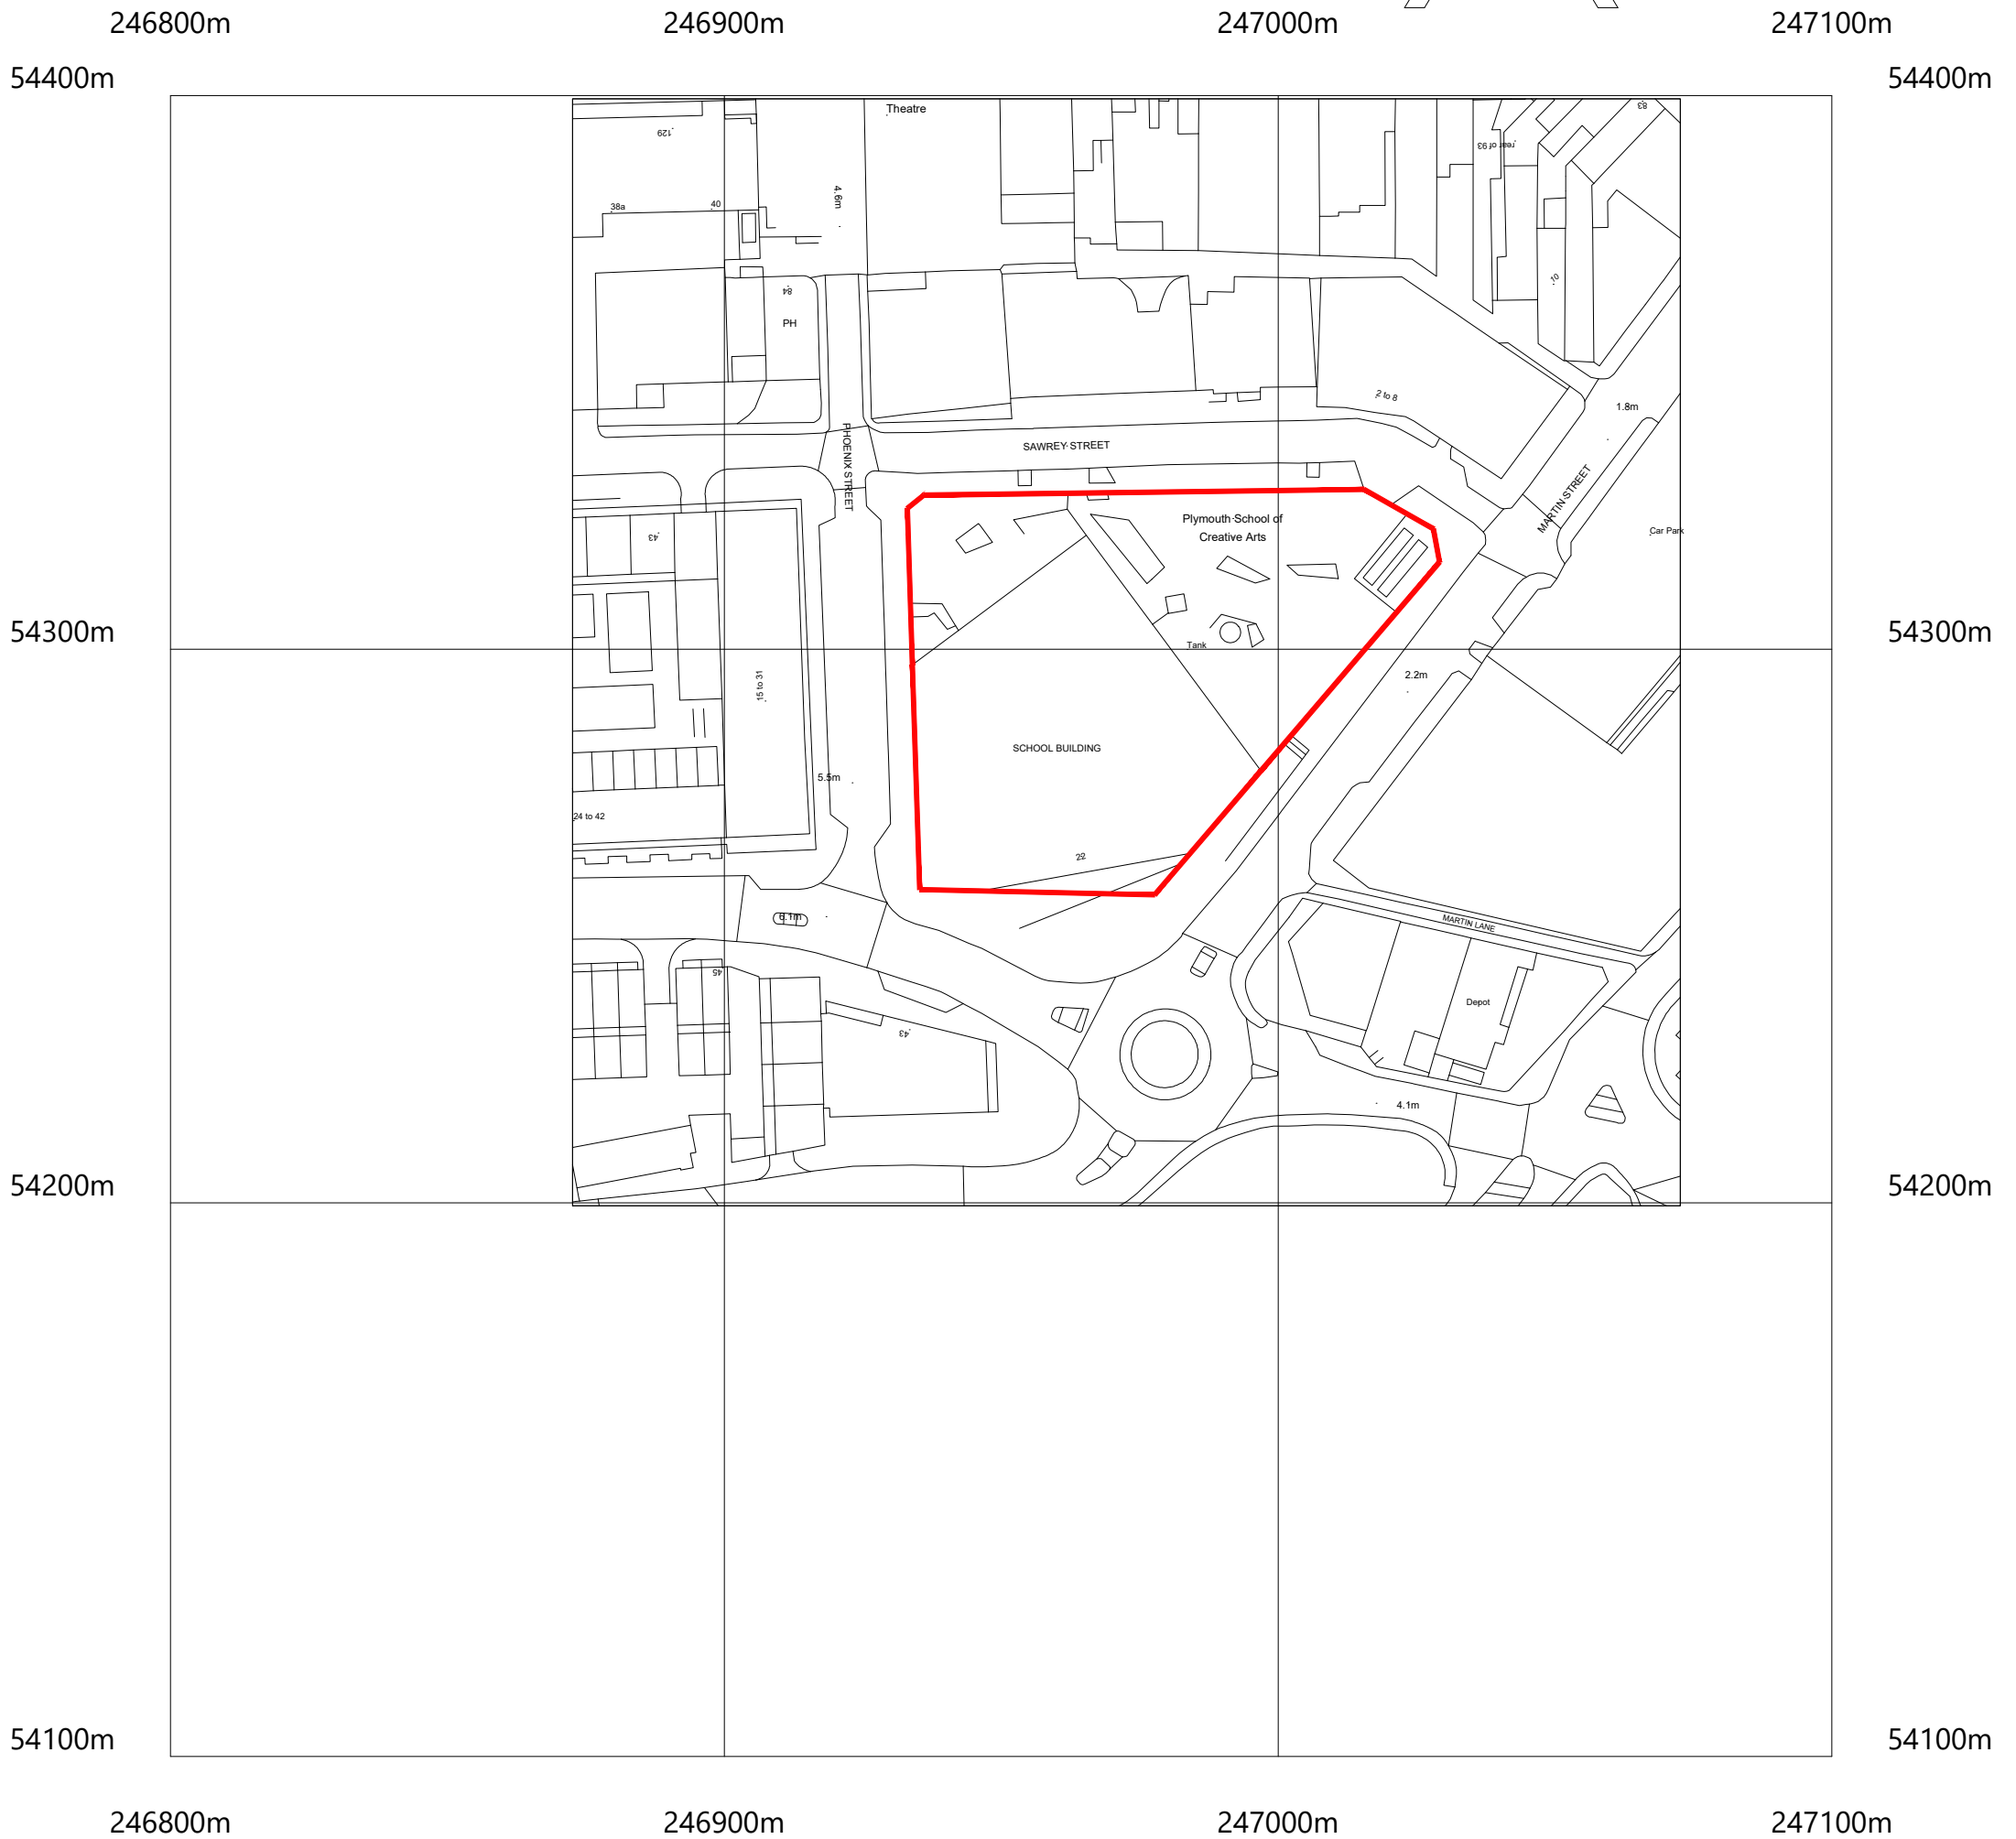 246800m 246900m 247000m 247100m
54400m 54400m
Theatre
83
129
rear of 93
4.6m
38a 40
10
84
PH
2 to 8
1.8m
PHOENIX STREET
SAWREY STREET
MARTIN STREET
Plymouth School of
Creative Arts
Car Park
43
54300m 54300m
Tank
2.2m
15 to 31
SCHOOL BUILDING
5.5m
24 to 42
22
6.1m
MARTIN LANE
45
Depot
43
4.1m
54200m 54200m
54100m 54100m
246800m 246900m 247000m 247100m